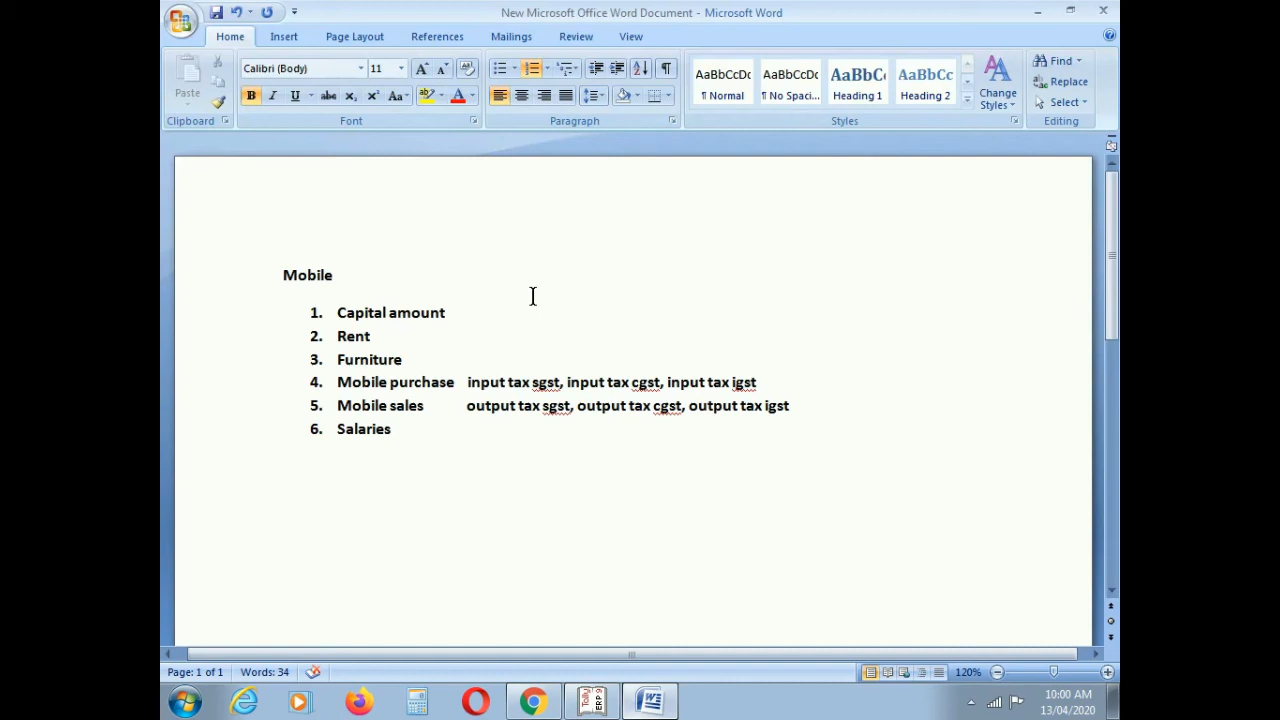 New Microsoft Office Word Document - Microsoft Word
Home Insert Page Layout References Mailings Review View
Calibri (Body) 11 AaBbCcDc AaBbCcDc AaBbC AaBbCc
Paste ¶ Normal ¶ No Spaci... Heading 1 Heading 2 Change Styles Find Replace Select
Clipboard Font Paragraph Styles Editing
Mobile
1. Capital amount
2. Rent
3. Furniture
4. Mobile purchase input tax sgst, input tax cgst, input tax igst
5. Mobile sales output tax sgst, output tax cgst, output tax igst
6. Salaries
Page: 1 of 1 Words: 34 120%
Tally ERP 9 10:00 AM
13/04/2020